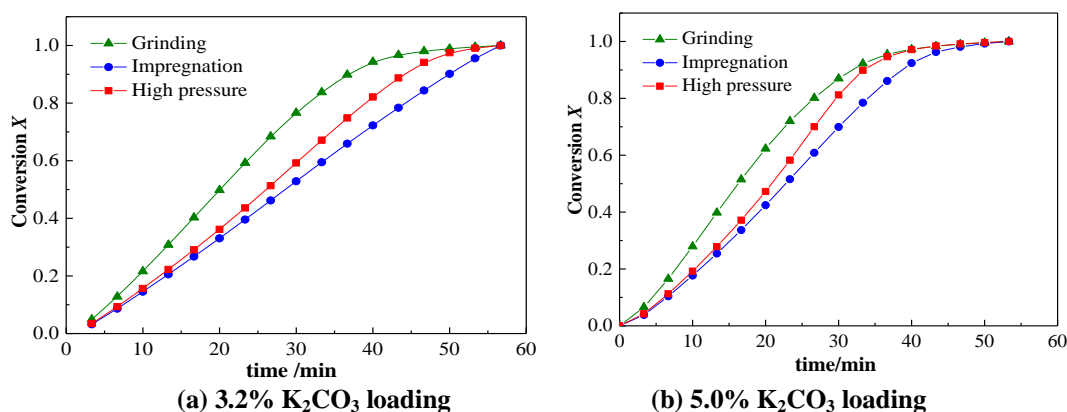 Grinding
Impregnation
High pressure
Conversion X
1.0
0.8
0.6
0.4
0.2
0.0
0 10 20 30 40 50 60
time /min
(a) 3.2% K₂CO₃ loading
Grinding
Impregnation
High pressure
Conversion X
1.0
0.8
0.6
0.4
0.2
0.0
0 10 20 30 40 50 60
time/min
(b) 5.0% K₂CO₃ loading